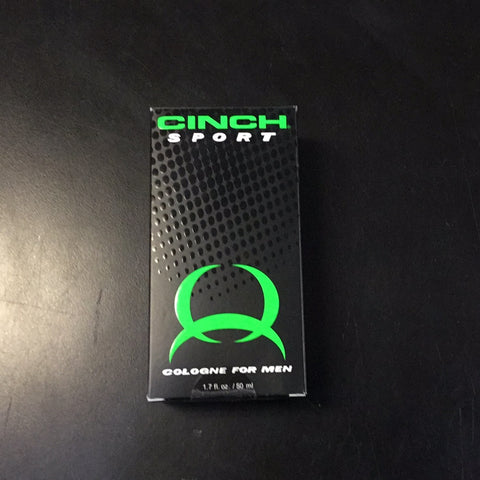 CINCH
SPORT
COLOGNE FOR MEN
1.7 fl. oz. / 50 ml